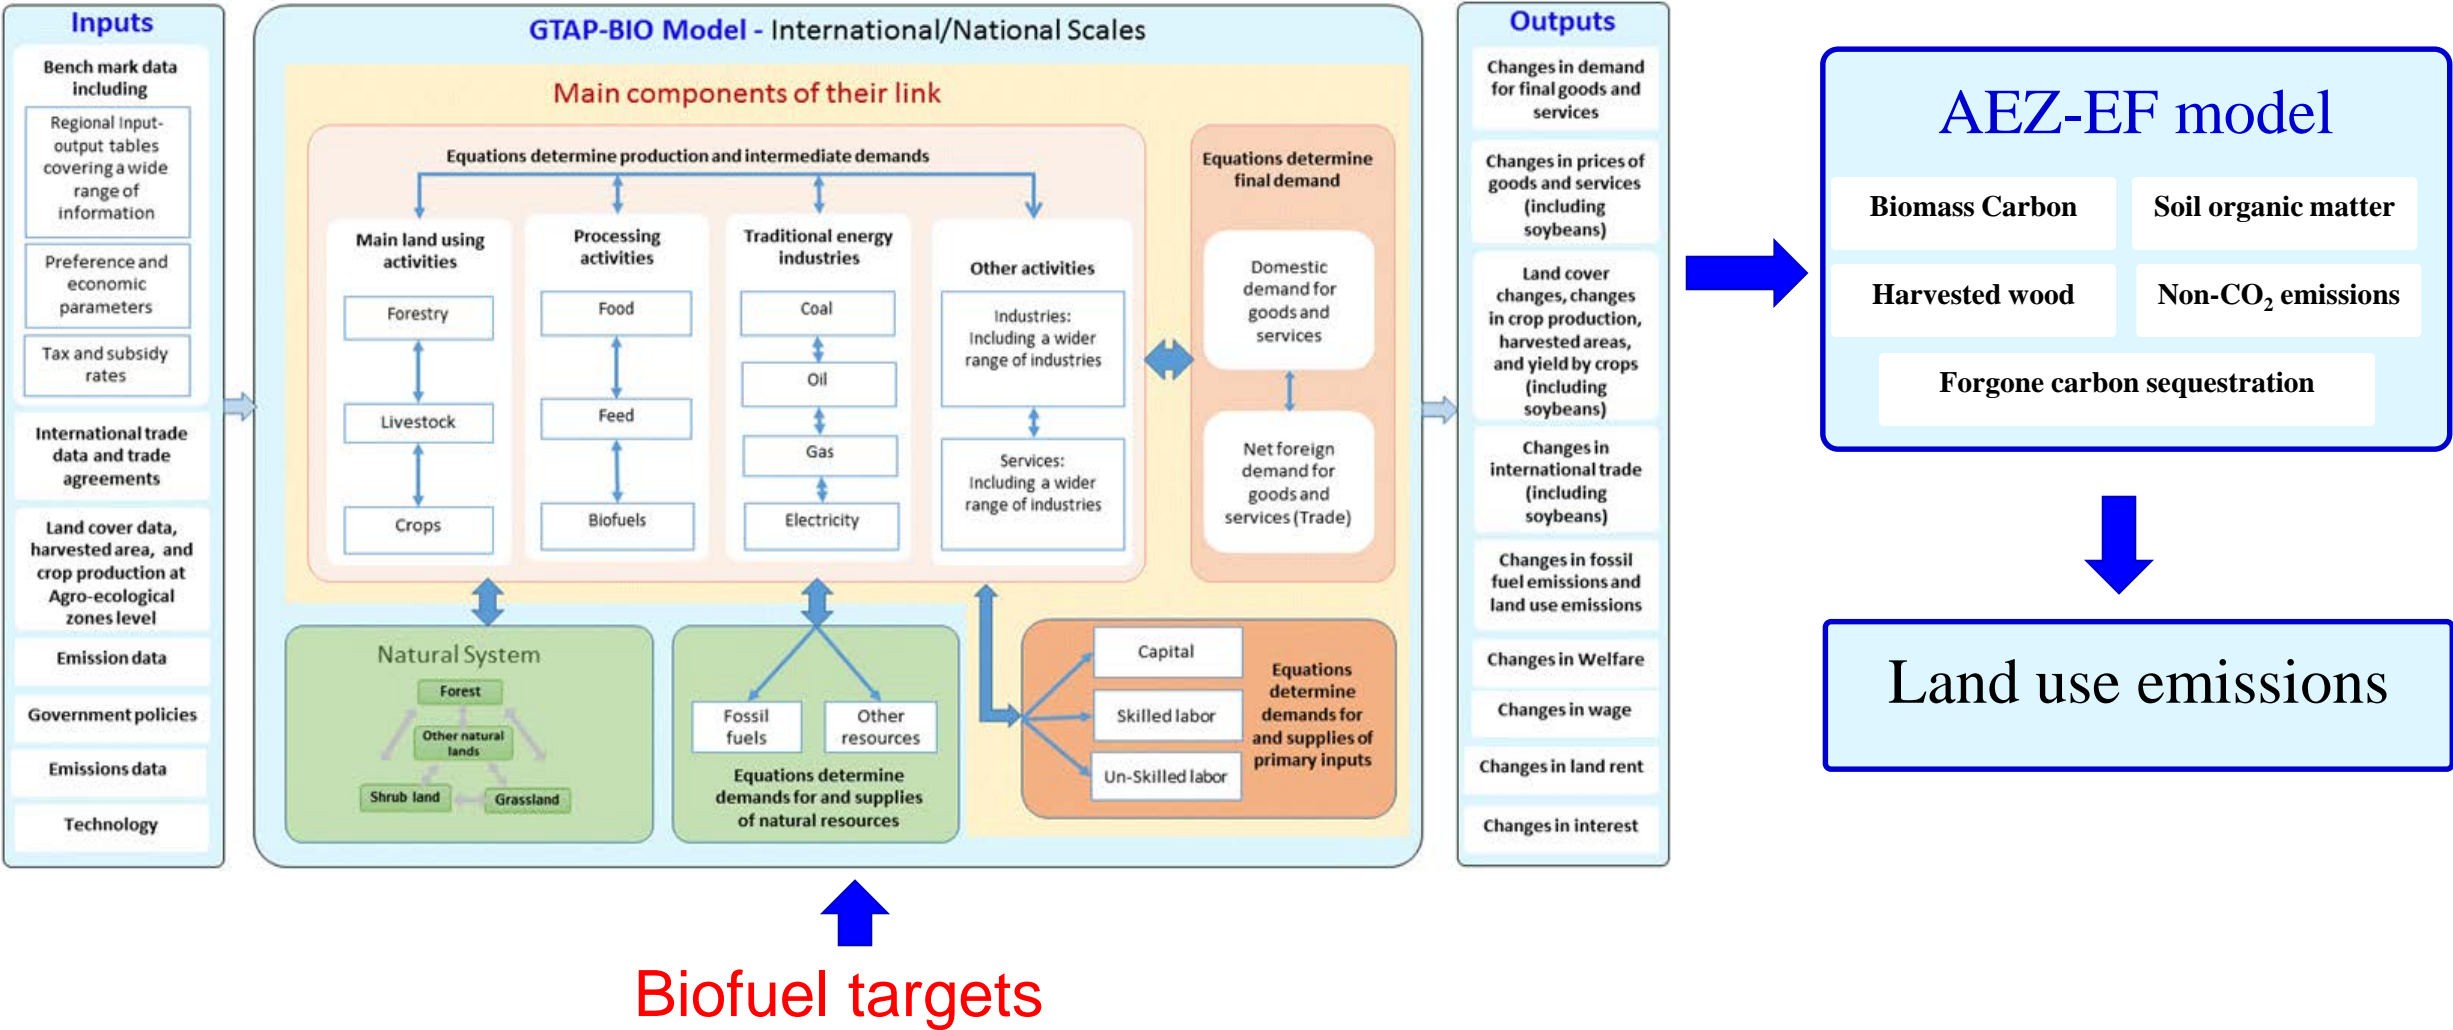 Inputs
Bench mark data
including
Regional Input-
output tables
covering a wide
range of
information
Preference and
economic
parameters
Tax and subsidy
rates
International trade
data and trade
agreements
Land cover data,
harvested area, and
crop production at
Agro-ecological
zones level
Emission data
Government policies
Emissions data
Technology
GTAP-BIO Model - International/National Scales
Main components of their link
Equations determine production and intermediate demands
Main land using
activities
Forestry
Livestock
Crops
Processing
activities
Food
Feed
Biofuels
Traditional energy
industries
Coal
Oil
Gas
Electricity
Other activities
Industries:
Including a wider
range of industries
Services:
Including a wider
range of industries
Equations determine
final demand
Domestic
demand for
goods and
services
Net foreign
demand for
goods and
services (Trade)
Natural System
Forest
Other natural
lands
Shrub land
Grassland
Fossil
fuels
Other
resources
Equations determine
demands for and supplies
of natural resources
Capital
Skilled labor
Un-Skilled labor
Equations
determine
demands for
and supplies of
primary inputs
Outputs
Changes in demand
for final goods and
services
Changes in prices of
goods and services
(including
soybeans)
Land cover
changes, changes
in crop production,
harvested areas,
and yield by crops
(including
soybeans)
Changes in
international trade
(including
soybeans)
Changes in fossil
fuel emissions and
land use emissions
Changes in Welfare
Changes in wage
Changes in land rent
Changes in interest
AEZ-EF model
Biomass Carbon
Soil organic matter
Harvested wood
Non-CO₂ emissions
Forgone carbon sequestration
Land use emissions
Biofuel targets